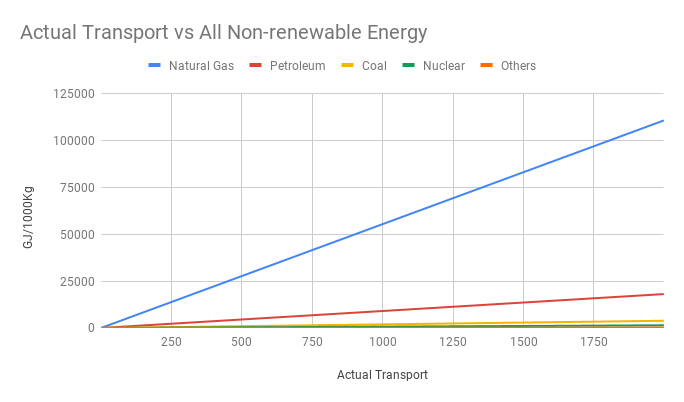 Actual Transport vs All Non-renewable Energy
Natural Gas Petroleum Coal Nuclear Others
125000
100000
75000
50000
25000
0
GJ/1000Kg
250 500 750 1000 1250 1500 1750
Actual Transport